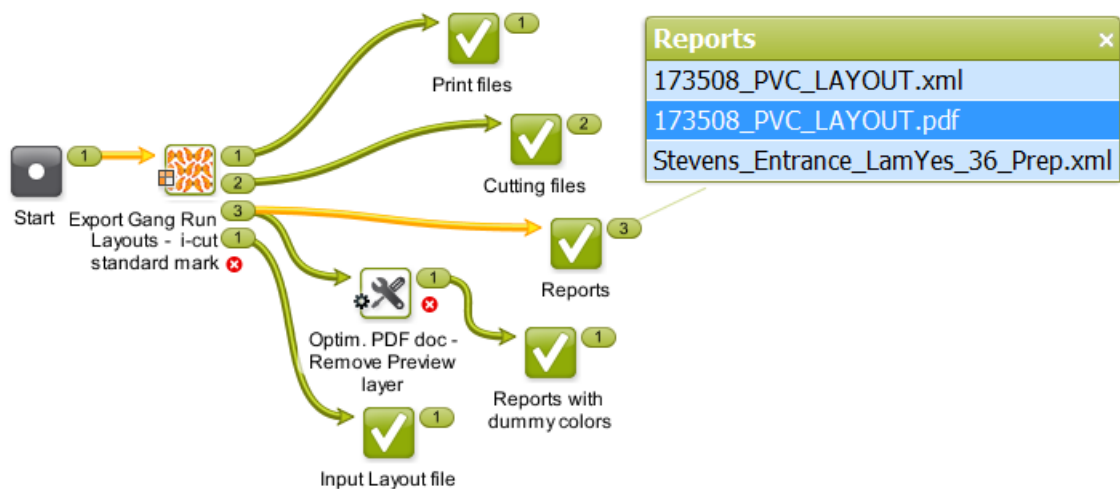 1
Print files
Reports ×
173508_PVC_LAYOUT.xml
173508_PVC_LAYOUT.pdf
Stevens_Entrance_LamYes_36_Prep.xml
2
Cutting files
1
Start
1
2
3
1
Export Gang Run
Layouts - i-cut
standard mark
3
Reports
1
Optim. PDF doc -
Remove Preview
layer
1
Reports with
dummy colors
1
Input Layout file